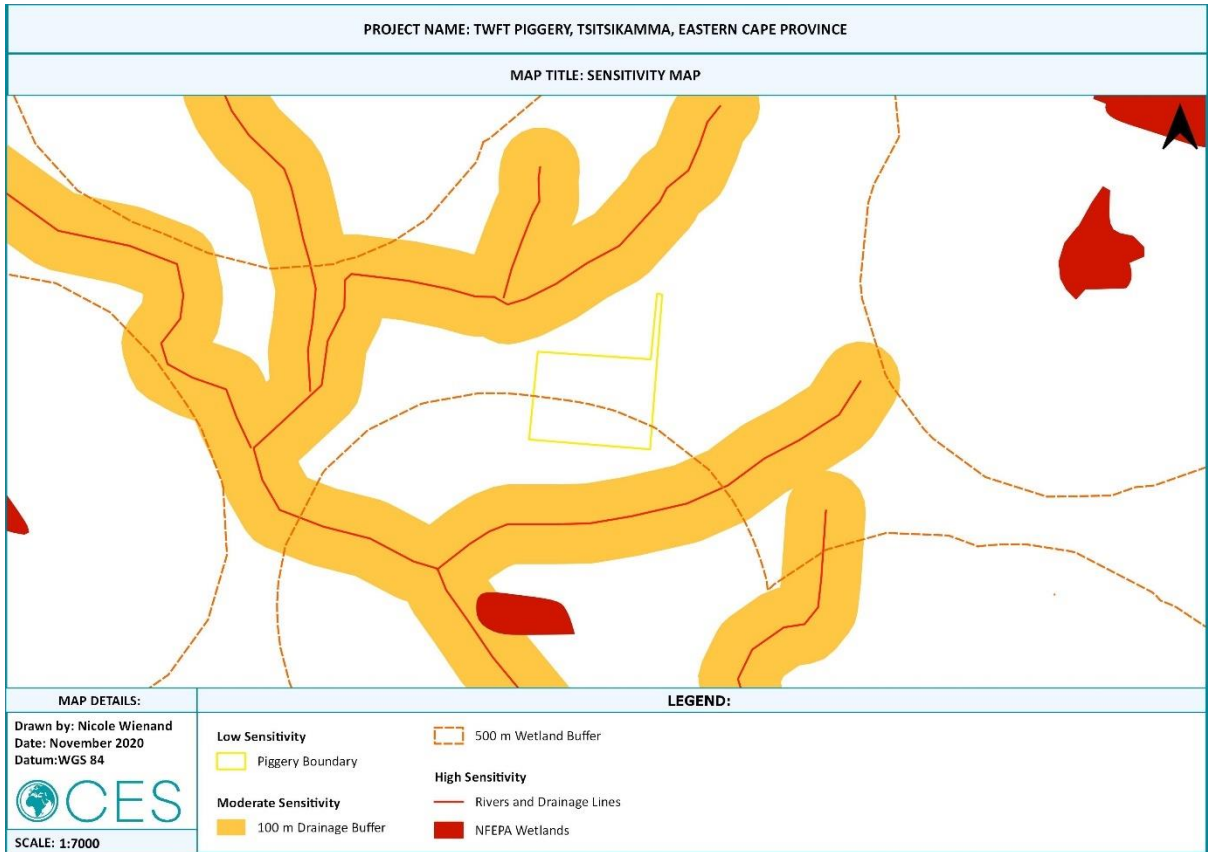 PROJECT NAME: TWFT PIGGERY, TSITSIKAMMA, EASTERN CAPE PROVINCE
MAP TITLE: SENSITIVITY MAP
MAP DETAILS:
Drawn by: Nicole Wienand
Date: November 2020
Datum:WGS 84
CES
SCALE: 1:7000
LEGEND:
Low Sensitivity
Piggery Boundary
Moderate Sensitivity
100 m Drainage Buffer
500 m Wetland Buffer
High Sensitivity
Rivers and Drainage Lines
NFEPA Wetlands